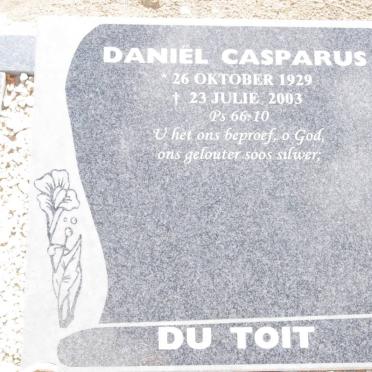 DANIËL CASPARUS
* 26 OKTOBER 1929
† 23 JULIE 2003
Ps 66:10
U het ons beproef, o God,
ons gelouter soos silwer;
DU TOIT